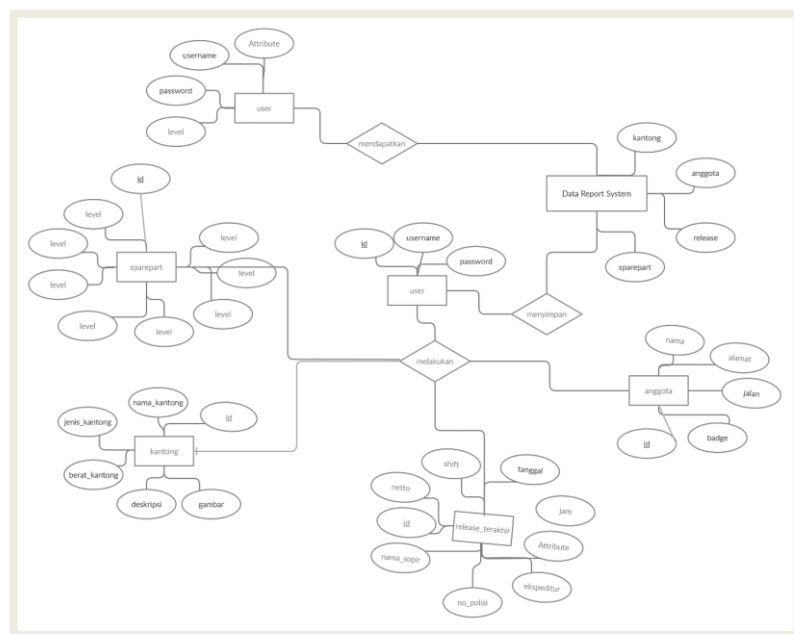 Attribute
username
password
level
user
mendapatkan
kantong
anggota
Data Report System
release
sparepart
id
level
level
level
sparepart
level
level
level
level
level
id
username
password
user
menyimpan
melakukan
nama
alamat
anggota
jalan
id
badge
nama_kantong
id
jenis_kantong
kantong
berat_kantong
deskripsi
gambar
shift
tanggal
netto
jam
id
release_terakhir
Attribute
nama_sopir
ekspeditur
no_polisi